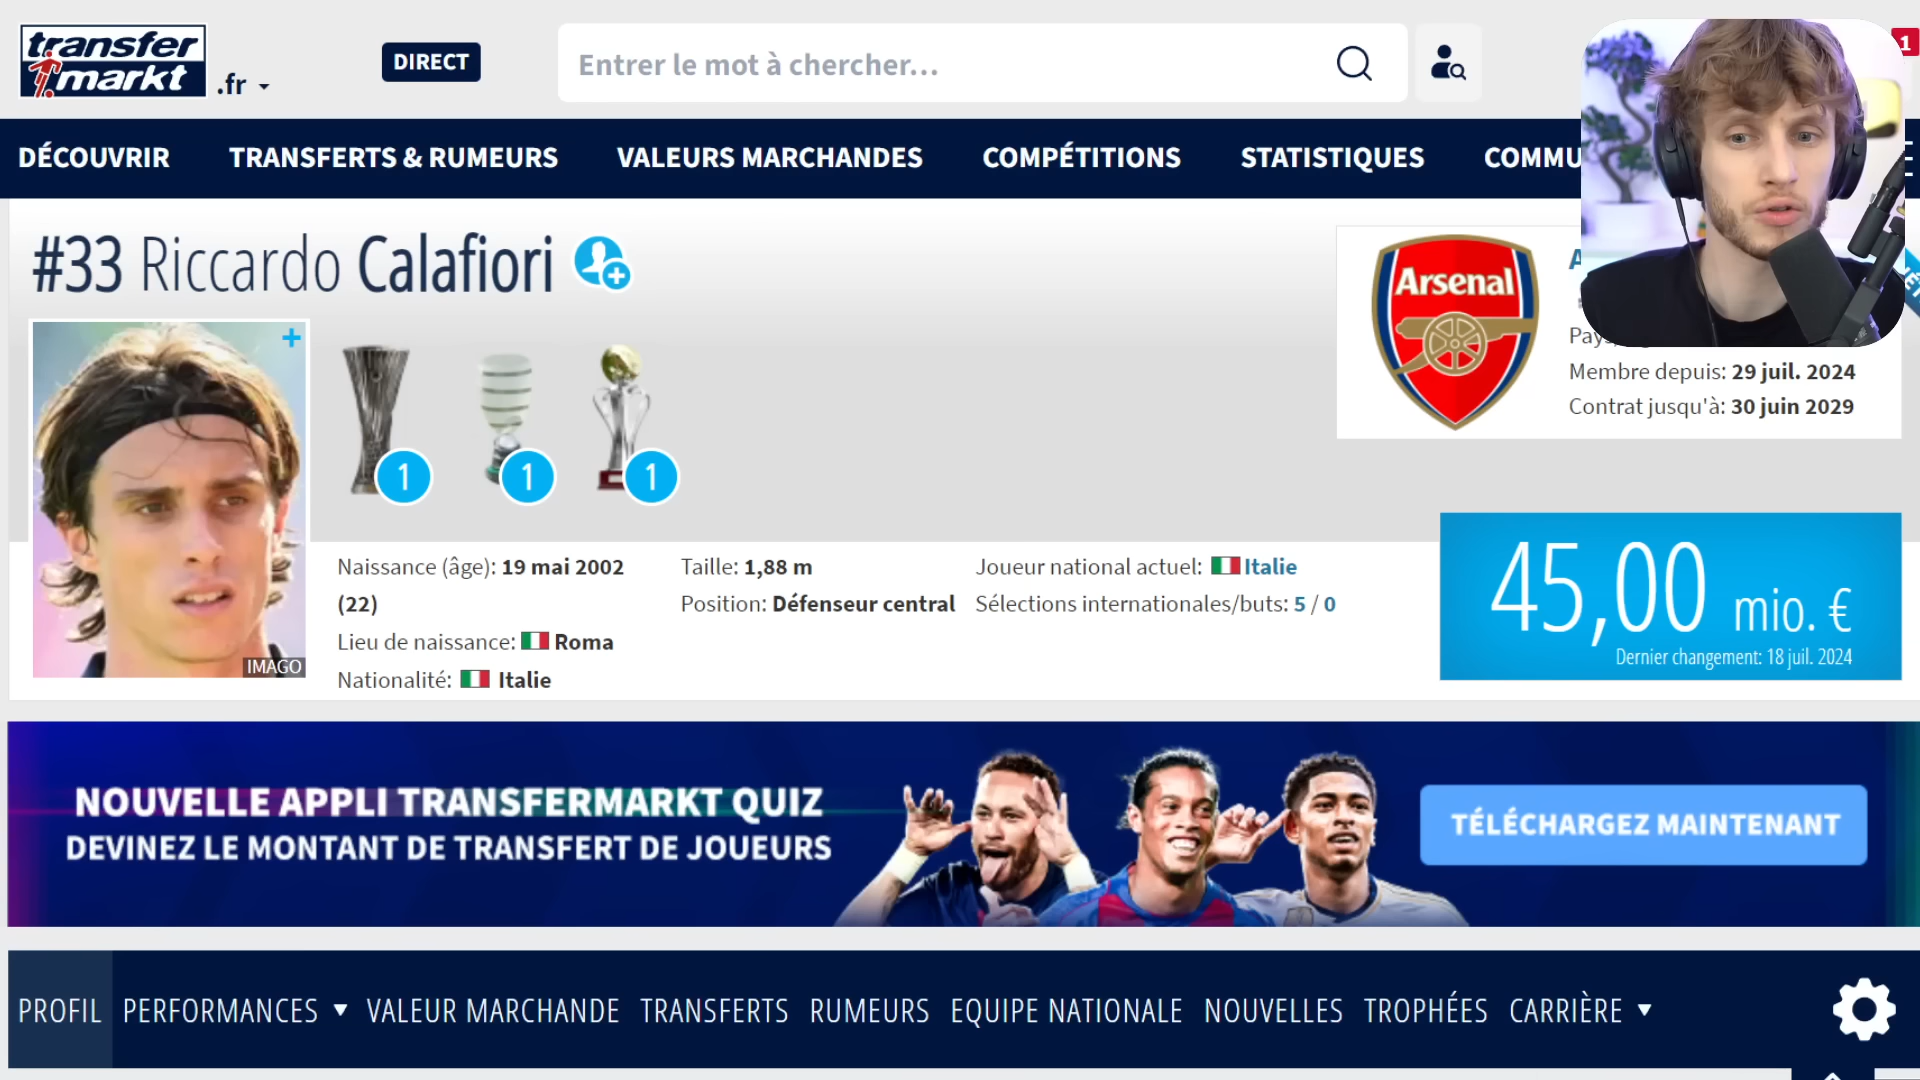 transfer
markt
.fr
DIRECT
Entrer le mot à chercher...
1
DÉCOUVRIR
TRANSFERTS & RUMEURS
VALEURS MARCHANDES
COMPÉTITIONS
STATISTIQUES
COMMU
#33 Riccardo Calafiori
Arsenal
A
Pays
Membre depuis: 29 juil. 2024
Contrat jusqu'à: 30 juin 2029
+
1
1
1
IMAGO
Naissance (âge): 19 mai 2002
(22)
Lieu de naissance: Roma
Nationalité: Italie
Taille: 1,88 m
Position: Défenseur central
Joueur national actuel: Italie
Sélections internationales/buts: 5 / 0
45,00 mio. €
Dernier changement: 18 juil. 2024
NOUVELLE APPLI TRANSFERMARKT QUIZ
DEVINEZ LE MONTANT DE TRANSFERT DE JOUEURS
TÉLÉCHARGEZ MAINTENANT
PROFIL
PERFORMANCES
VALEUR MARCHANDE
TRANSFERTS
RUMEURS
EQUIPE NATIONALE
NOUVELLES
TROPHÉES
CARRIÈRE